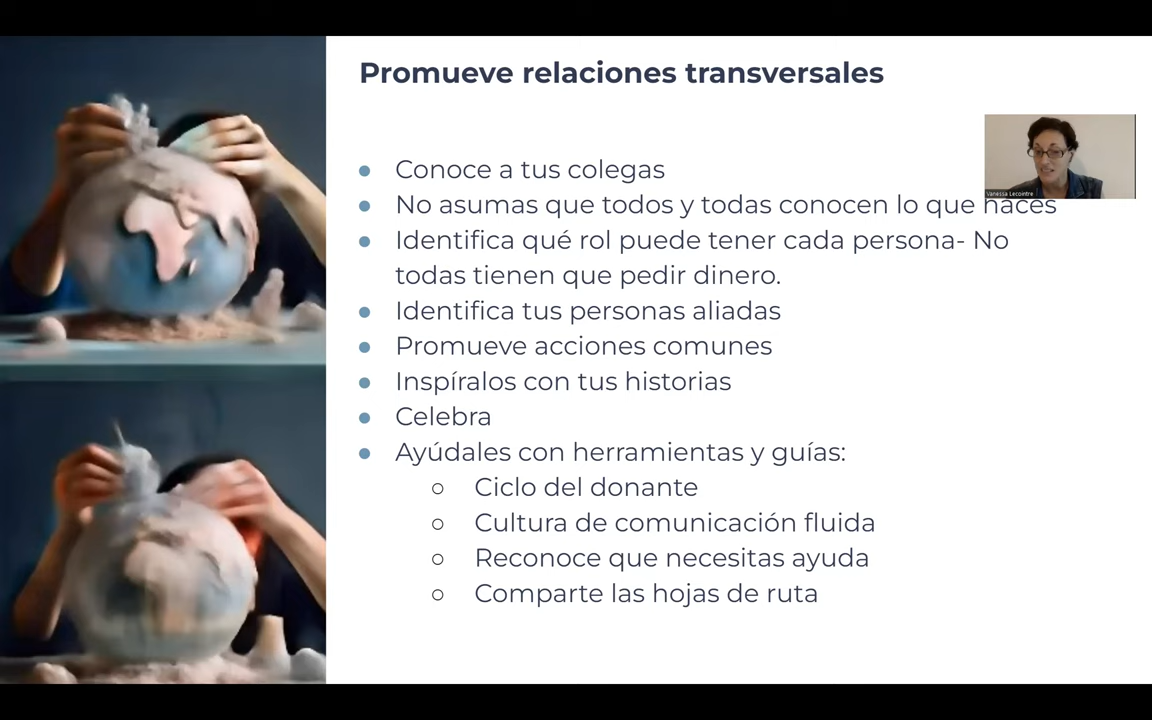 Promueve relaciones transversales
Vanessa Lecointre
Conoce a tus colegas
No asumas que todos y todas conocen lo que haces
Identifica qué rol puede tener cada persona- No
todas tienen que pedir dinero.
Identifica tus personas aliadas
Promueve acciones comunes
Inspíralos con tus historias
Celebra
Ayúdales con herramientas y guías:
Ciclo del donante
Cultura de comunicación fluida
Reconoce que necesitas ayuda
Comparte las hojas de ruta